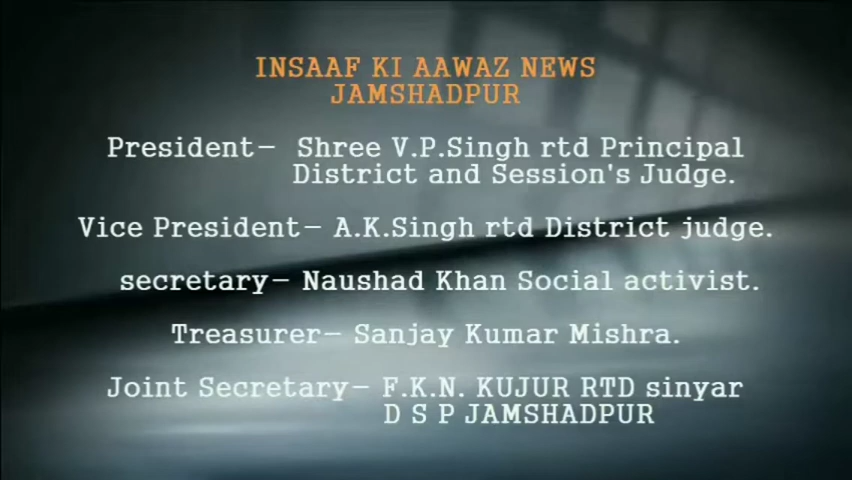 INSAAF KI AAWAZ NEWS
JAMSHADPUR
President- Shree V.P.Singh rtd Principal
District and Session's Judge.
Vice President- A.K.Singh rtd District judge.
secretary- Naushad Khan Social activist.
Treasurer- Sanjay Kumar Mishra.
Joint Secretary- F.K.N. KUJUR RTD sinyar
D S P JAMSHADPUR